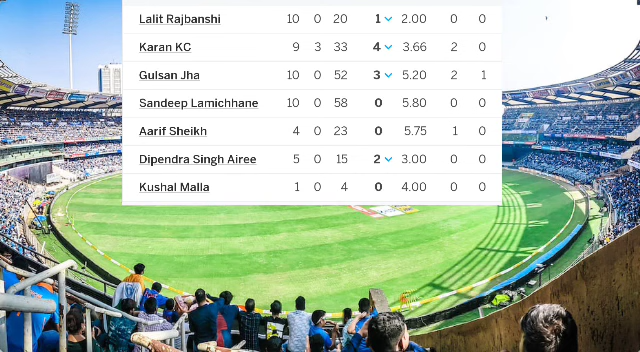 Lalit Rajbanshi 10 0 20 1 2.00 0 0
Karan KC 9 3 33 4 3.66 2 0
Gulsan Jha 10 0 52 3 5.20 2 1
Sandeep Lamichhane 10 0 58 0 5.80 0 0
Aarif Sheikh 4 0 23 0 5.75 1 0
Dipendra Singh Airee 5 0 15 2 3.00 0 0
Kushal Malla 1 0 4 0 4.00 0 0